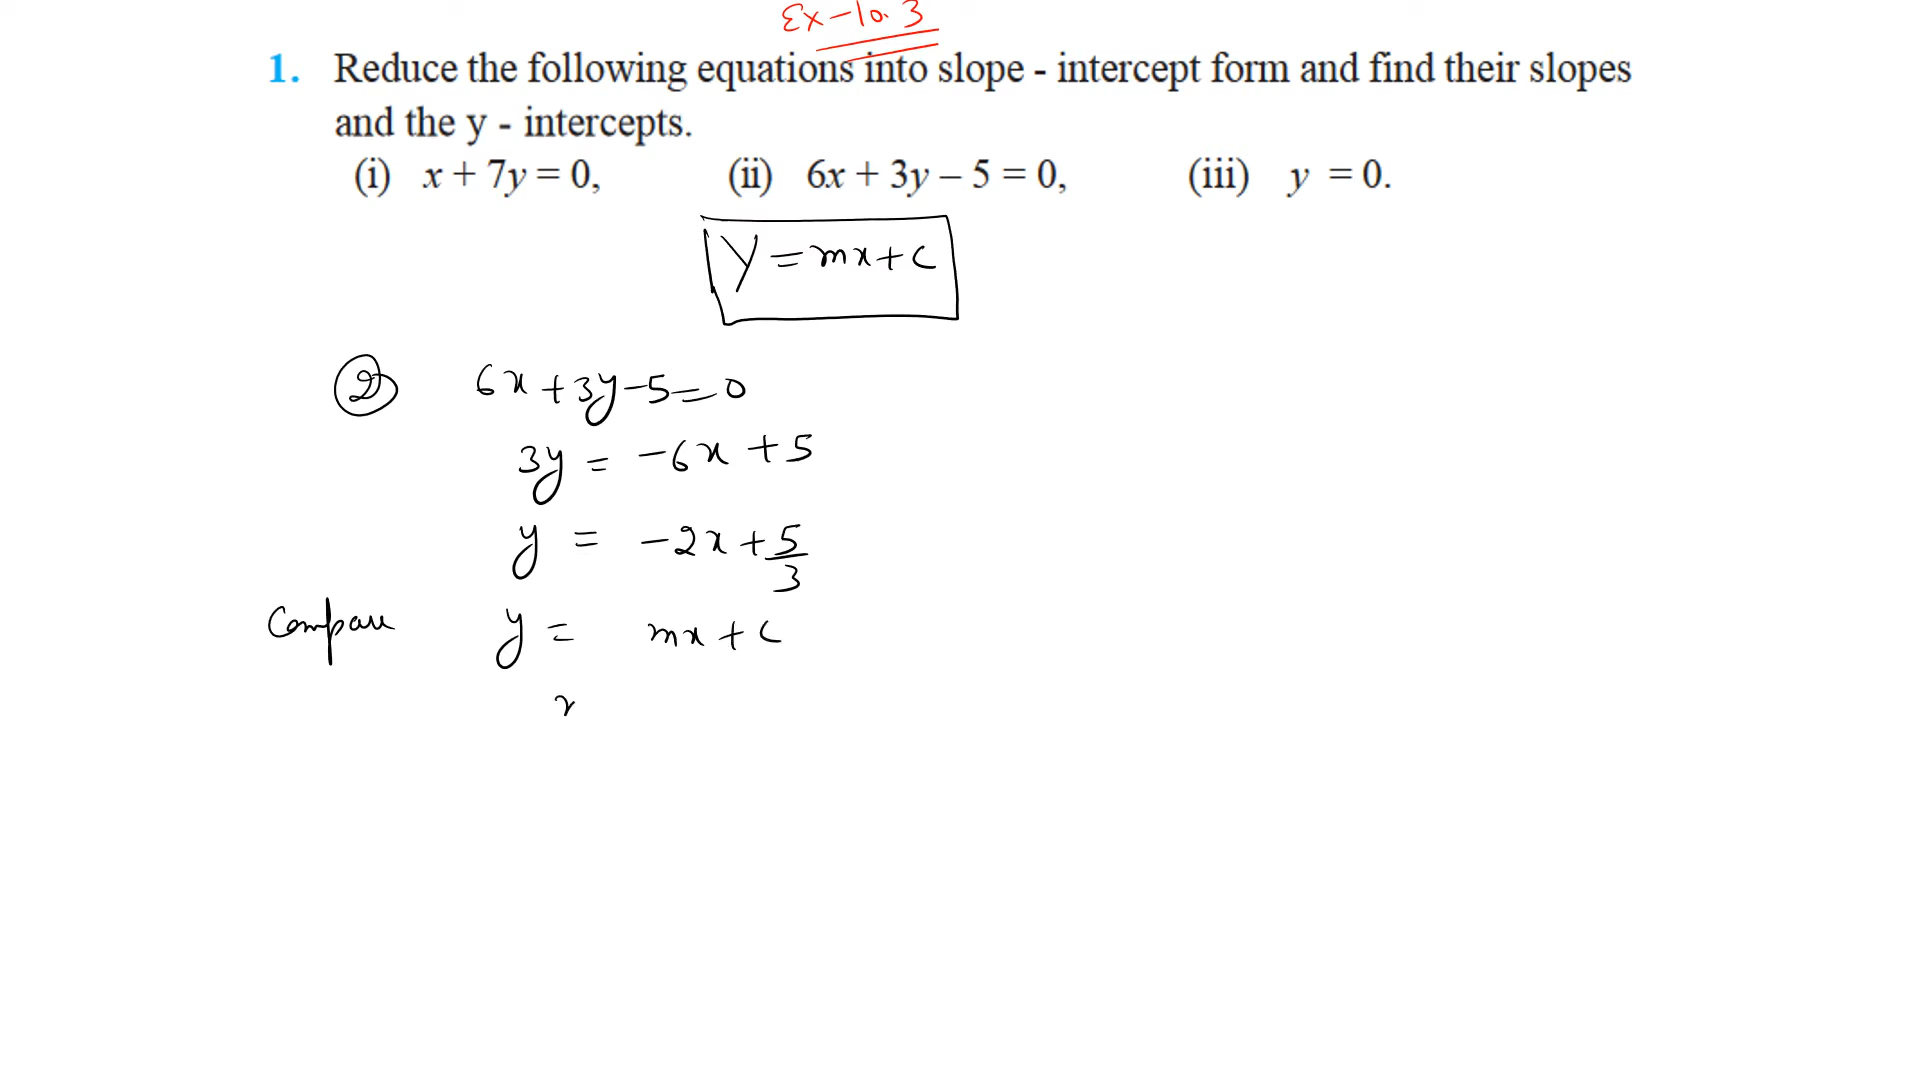 Ex-10.3
1. Reduce the following equations into slope - intercept form and find their slopes
and the y - intercepts.
(i) x + 7y = 0, (ii) 6x + 3y – 5 = 0, (iii) y = 0.
y = mx + c
2 6x + 3y - 5 = 0
3y = -6x + 5
y = -2x + 5/3
Compare y = mx + c